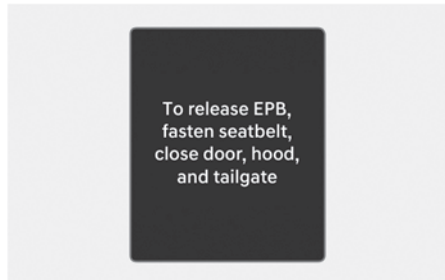 To release EPB,
fasten seatbelt,
close door, hood,
and tailgate